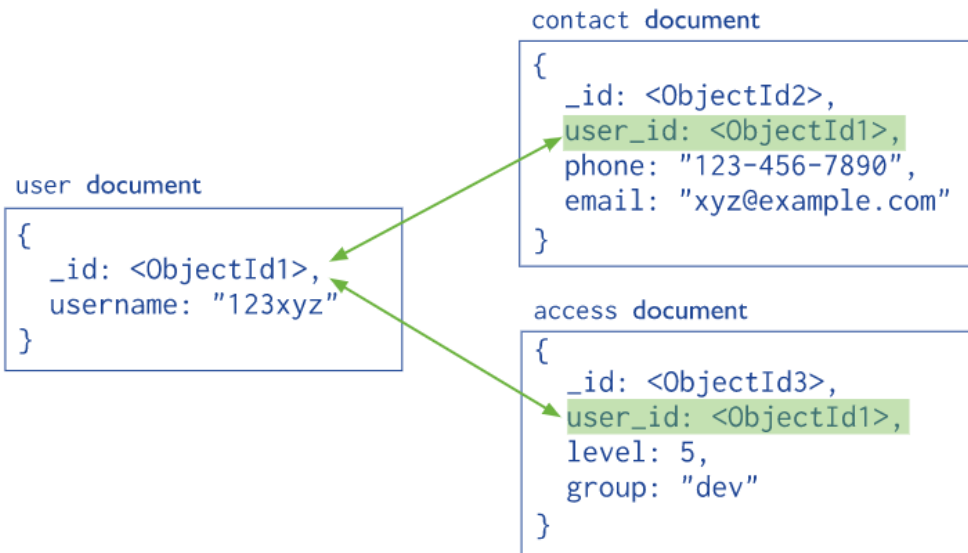 user document
{
_id: <ObjectId1>,
username: "123xyz"
}
contact document
{
_id: <ObjectId2>,
user_id: <ObjectId1>,
phone: "123-456-7890",
email: "xyz@example.com"
}
access document
{
_id: <ObjectId3>,
user_id: <ObjectId1>,
level: 5,
group: "dev"
}